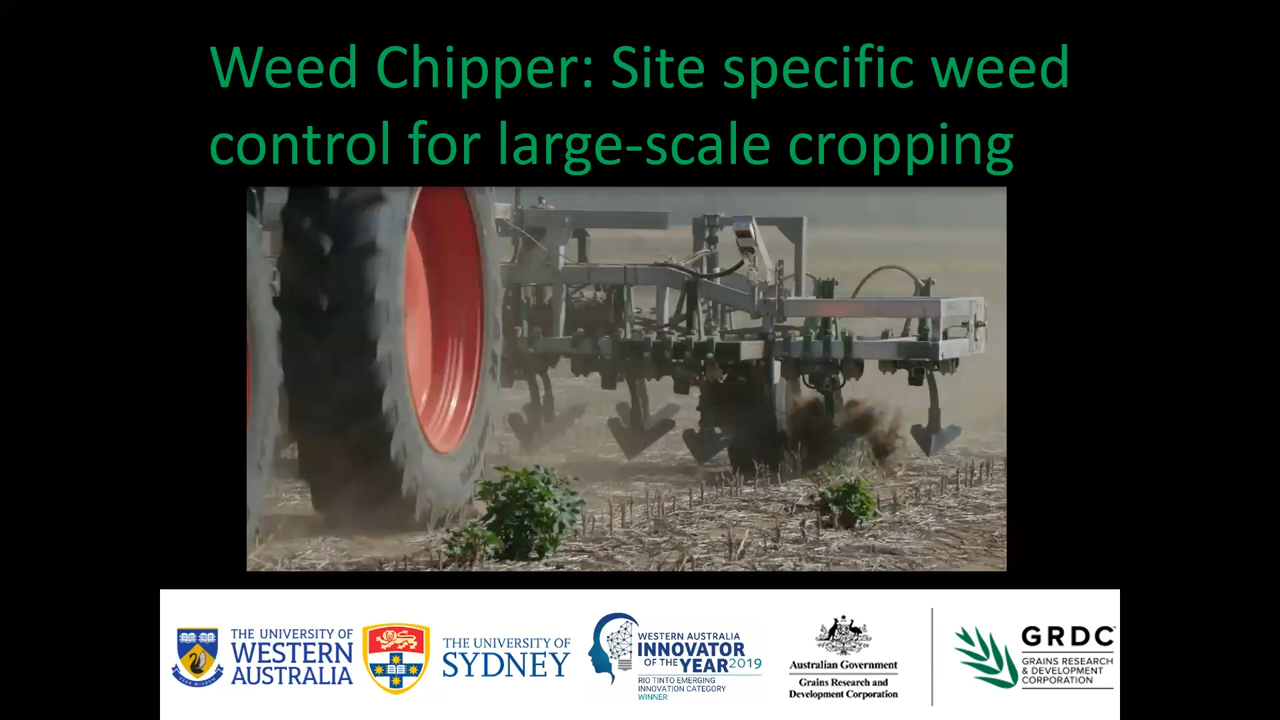 Weed Chipper: Site specific weed
control for large-scale cropping
THE UNIVERSITY OF
WESTERN
AUSTRALIA
THE UNIVERSITY OF
SYDNEY
WESTERN AUSTRALIA
INNOVATOR
OF THE YEAR 2019
RIO TINTO EMERGING
INNOVATION CATEGORY
WINNER
Australian Government
Grains Research and
Development Corporation
GRDC
GRAINS RESEARCH
& DEVELOPMENT
CORPORATION